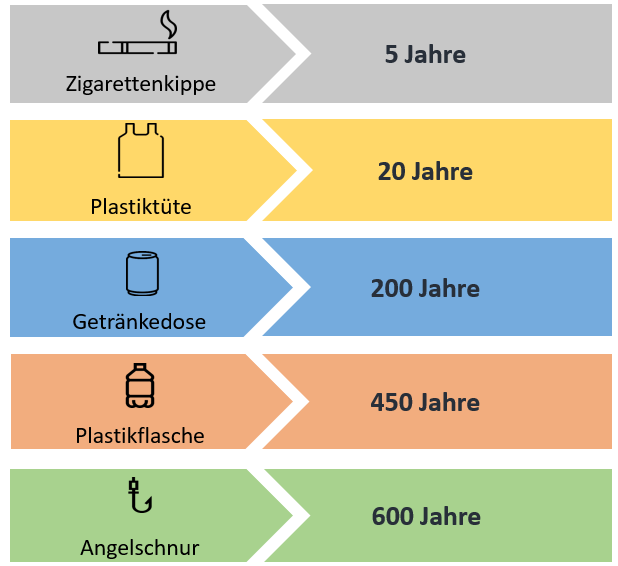 Zigarettenkippe
5 Jahre
Plastiktüte
20 Jahre
Getränkedose
200 Jahre
Plastikflasche
450 Jahre
Angelschnur
600 Jahre